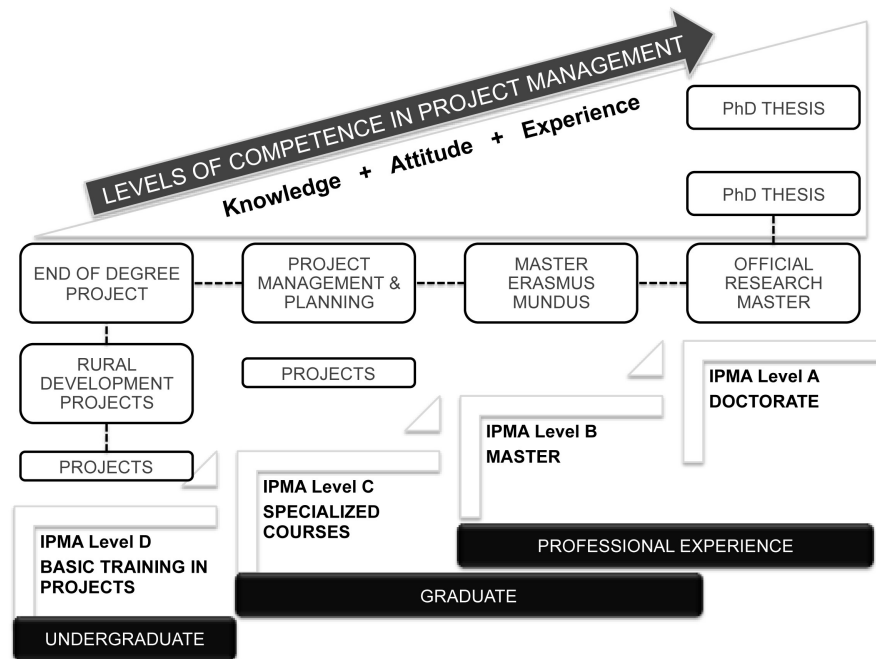 LEVELS OF COMPETENCE IN PROJECT MANAGEMENT
Knowledge + Attitude + Experience
PhD THESIS
PhD THESIS
END OF DEGREE
PROJECT
PROJECT
MANAGEMENT &
PLANNING
MASTER
ERASMUS
MUNDUS
OFFICIAL
RESEARCH
MASTER
RURAL
DEVELOPMENT
PROJECTS
PROJECTS
PROJECTS
IPMA Level A
DOCTORATE
IPMA Level B
MASTER
IPMA Level C
SPECIALIZED
COURSES
IPMA Level D
BASIC TRAINING IN
PROJECTS
PROFESSIONAL EXPERIENCE
GRADUATE
UNDERGRADUATE